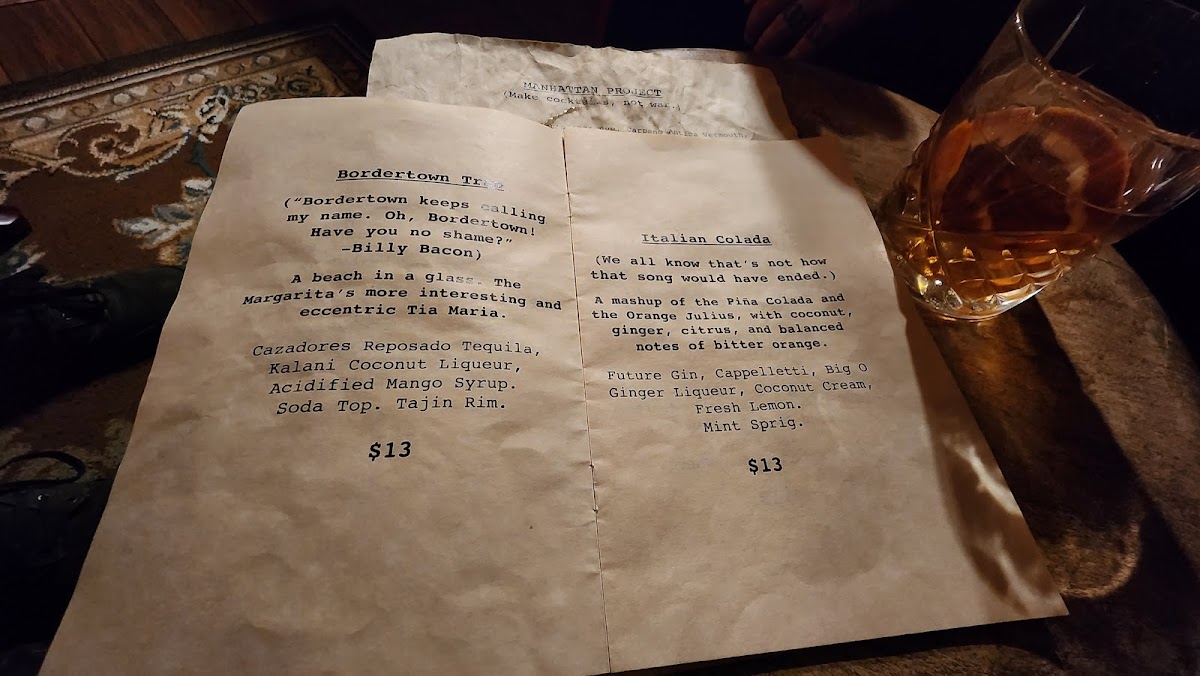 MANHATTAN PROJECT
(Make cocktails, not war.)
Carpano Antica Vermouth,
Bordertown
("Bordertown keeps calling
my name. Oh, Bordertown!
Have you no shame?"
-Billy Bacon)
A beach in a glass. The
Margarita's more interesting and
eccentric Tia Maria.
Cazadores Reposado Tequila,
Kalani Coconut Liqueur,
Acidified Mango Syrup.
Soda Top. Tajin Rim.
$13
Italian Colada
(We all know that's not how
that song would have ended.)
A mashup of the Piña Colada and
the Orange Julius, with coconut,
ginger, citrus, and balanced
notes of bitter orange.
Future Gin, Cappelletti, Big O
Ginger Liqueur, Coconut Cream,
Fresh Lemon.
Mint Sprig.
$13